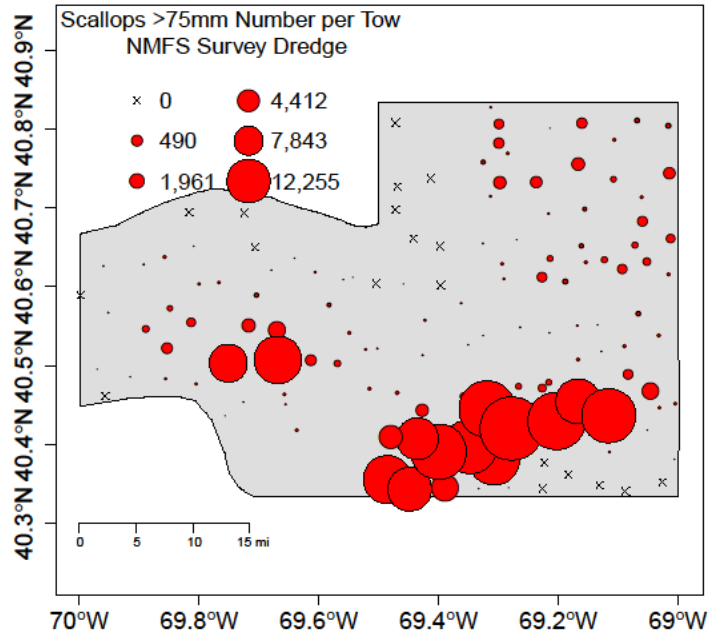 Scallops >75mm Number per Tow
NMFS Survey Dredge
× 0 4,412
490 7,843
1,961 12,255
40.9°N
40.8°N
40.7°N
40.6°N
40.5°N
40.4°N
40.3°N
0 5 10 15 mi
70°W 69.8°W 69.6°W 69.4°W 69.2°W 69°W